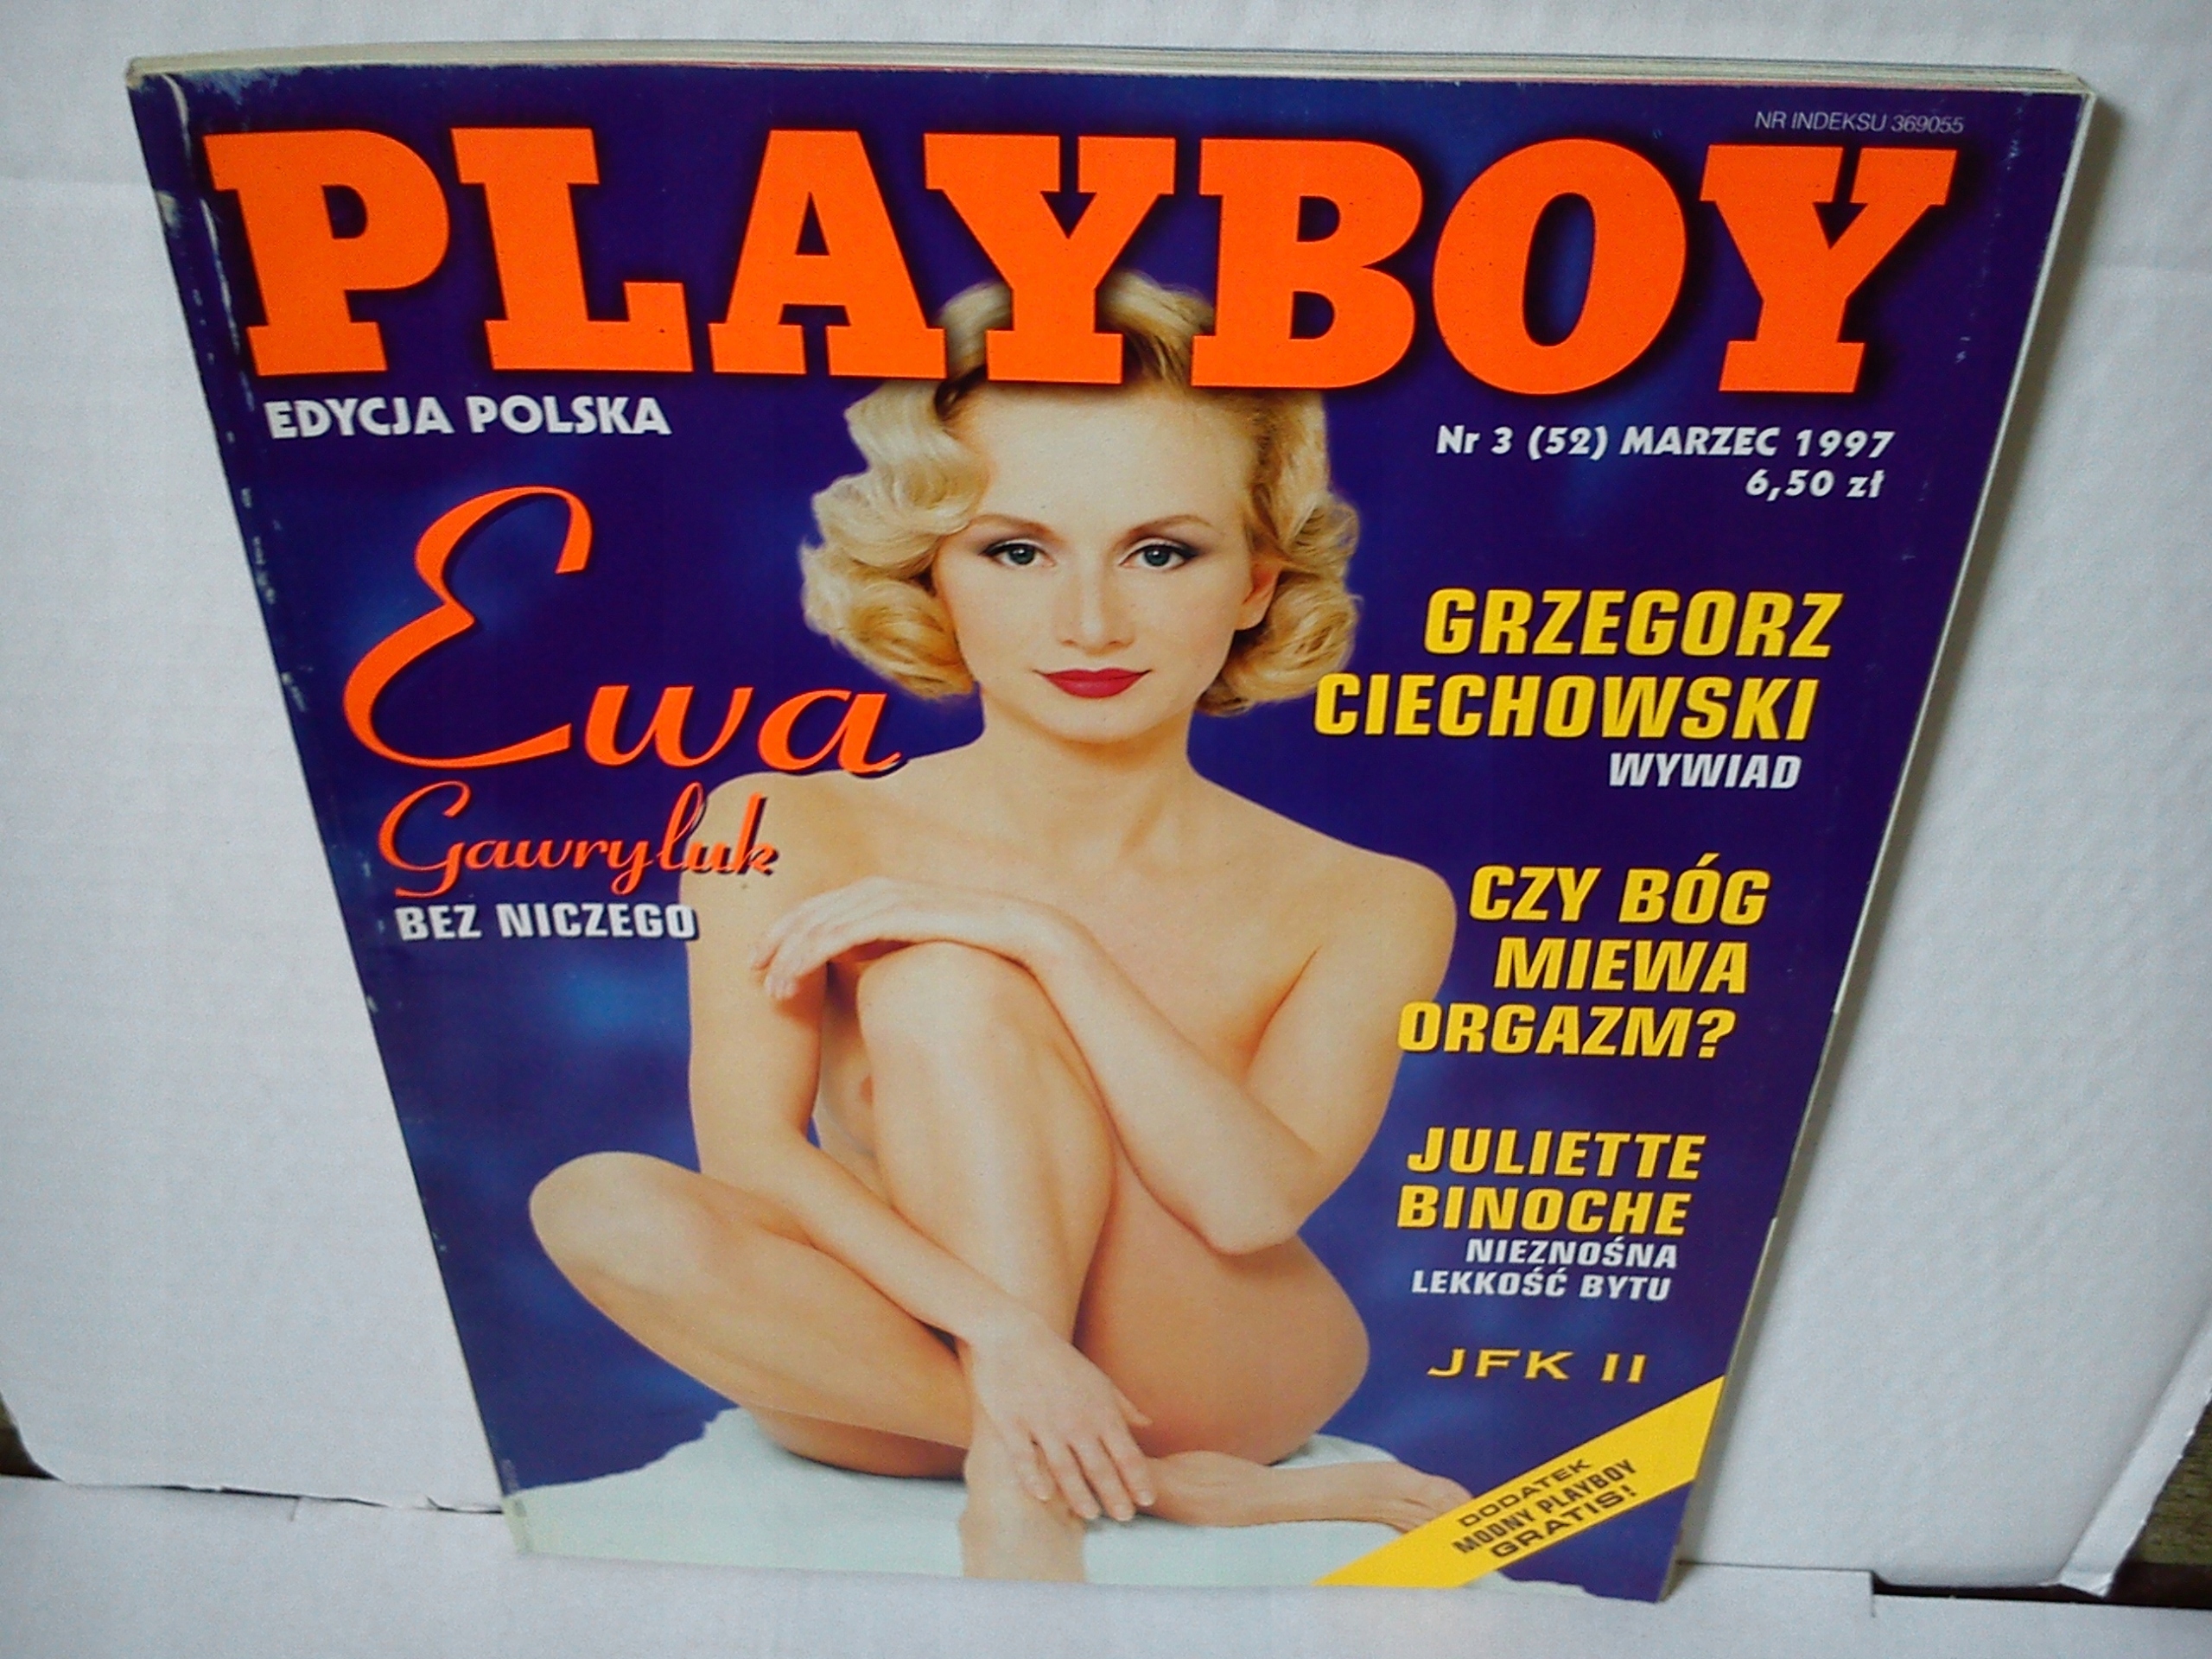 NR INDEKSU 369055
PLAYBOY
EDYCJA POLSKA
Nr 3 (52) MARZEC 1997
6,50 zł
Ewa
Gawryluk
BEZ NICZEGO
GRZEGORZ
CIECHOWSKI
WYWIAD
CZY BÓG
MIEWA
ORGAZM?
JULIETTE
BINOCHE
NIEZNOŚNA
LEKKOŚĆ BYTU
JFK II
DODATEK
MODNY PLAYBOY
GRATIS!